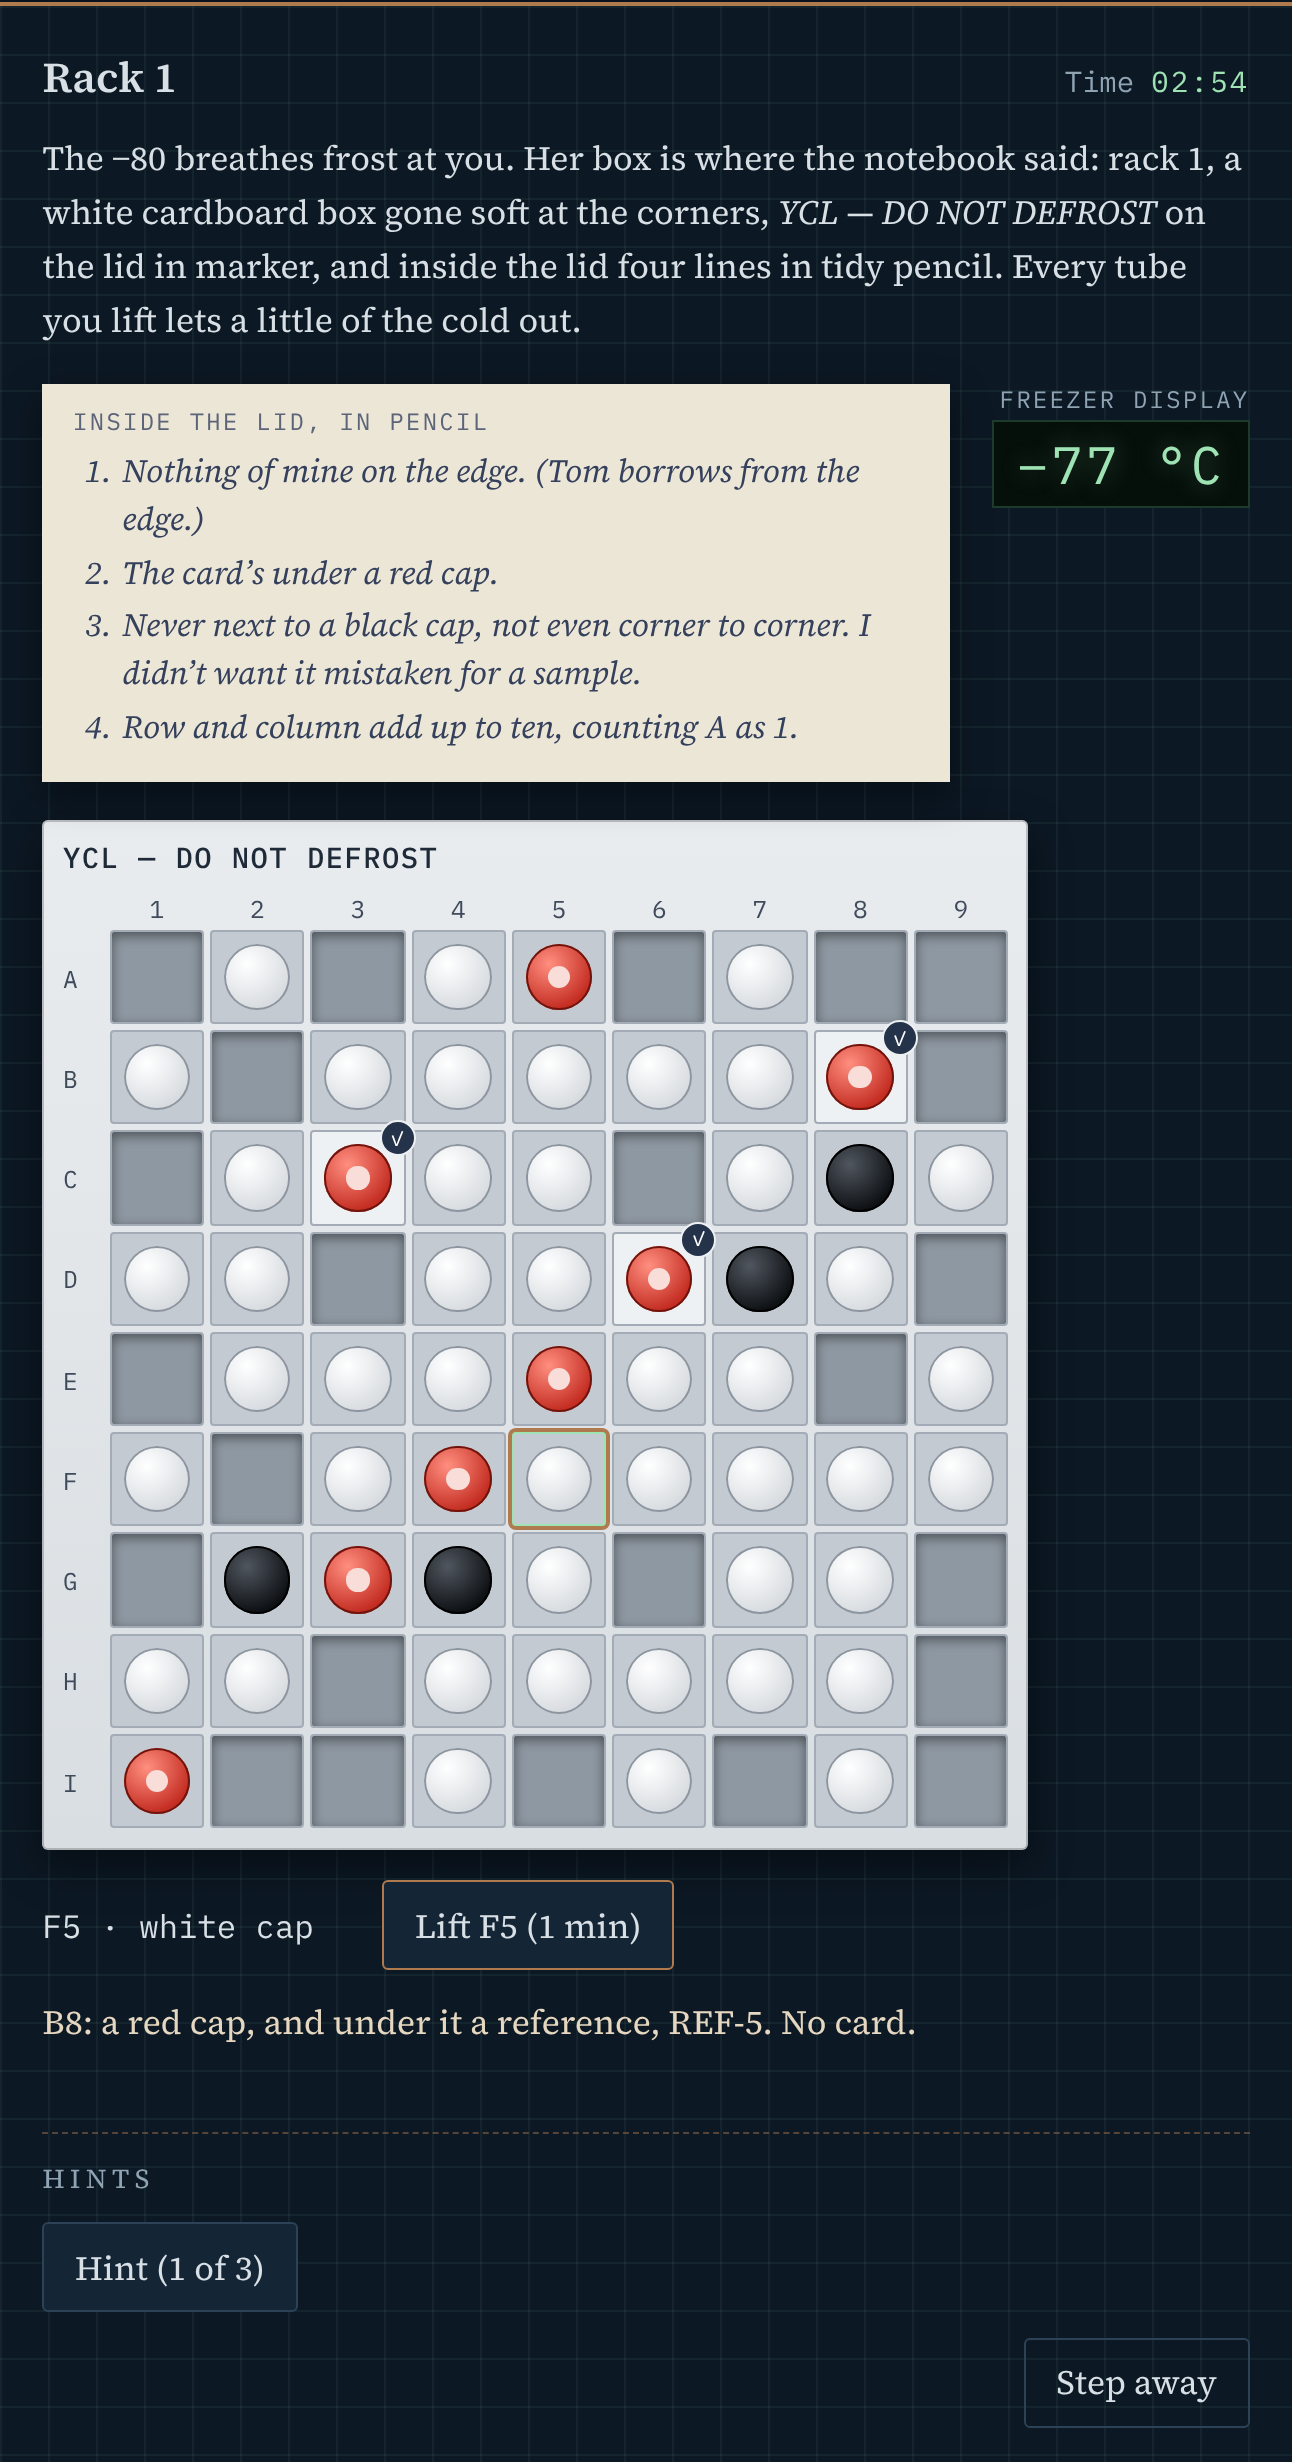 Rack 1
Time 02:54
The −80 breathes frost at you. Her box is where the notebook said: rack 1, a
white cardboard box gone soft at the corners, YCL — DO NOT DEFROST on
the lid in marker, and inside the lid four lines in tidy pencil. Every tube
you lift lets a little of the cold out.
INSIDE THE LID, IN PENCIL
1. Nothing of mine on the edge. (Tom borrows from the
edge.)
2. The card’s under a red cap.
3. Never next to a black cap, not even corner to corner. I
didn’t want it mistaken for a sample.
4. Row and column add up to ten, counting A as 1.
FREEZER DISPLAY
−77 °C
YCL — DO NOT DEFROST
1 2 3 4 5 6 7 8 9
A
B √
C √
D √
E
F
G
H
I
F5 · white cap
Lift F5 (1 min)
B8: a red cap, and under it a reference, REF-5. No card.
HINTS
Hint (1 of 3)
Step away